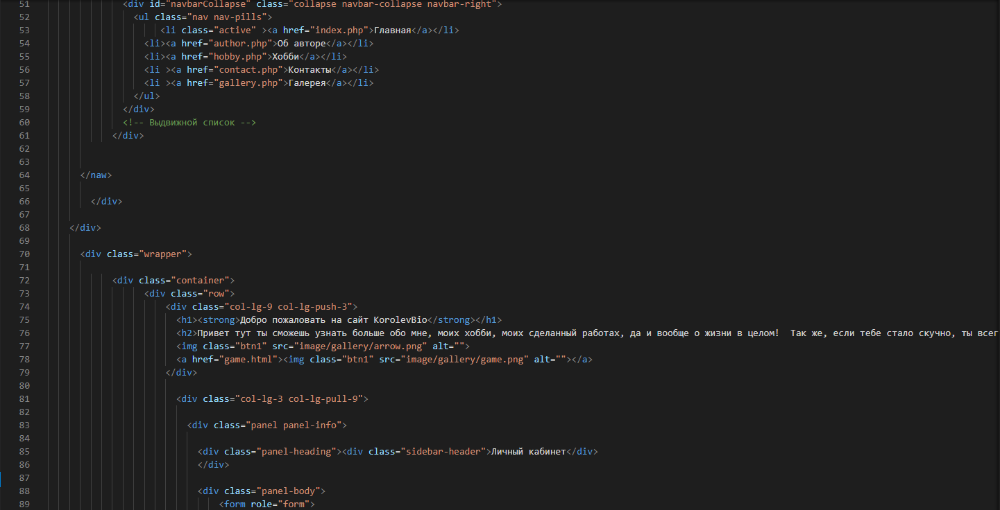 51 <div id="navbarCollapse" class="collapse navbar-collapse navbar-right">
52 <ul class="nav nav-pills">
53 <li class="active" ><a href="index.php">Главная</a></li>
54 <li><a href="author.php">Об авторе</a></li>
55 <li><a href="hobby.php">Хобби</a></li>
56 <li ><a href="contact.php">Контакты</a></li>
57 <li ><a href="gallery.php">Галерея</a></li>
58 </ul>
59 </div>
60 <!-- Выдвижной список -->
61 </div>
62
63
64 </naw>
65
66 </div>
67
68 </div>
69
70 <div class="wrapper">
71
72 <div class="container">
73 <div class="row">
74 <div class="col-lg-9 col-lg-push-3">
75 <h1><strong>Добро пожаловать на сайт KorolevBio</strong></h1>
76 <h2>Привет тут ты сможешь узнать больше обо мне, моих хобби, моих сделанный работах, да и вообще о жизни в целом!  Так же, если тебе стало скучно, ты всег
77 <img class="btn1" src="image/gallery/arrow.png" alt="">
78 <a href="game.html"><img class="btn1" src="image/gallery/game.png" alt=""></a>
79 </div>
80
81 <div class="col-lg-3 col-lg-pull-9">
82
83 <div class="panel panel-info">
84
85 <div class="panel-heading"><div class="sidebar-header">Личный кабинет</div>
86 </div>
87
88 <div class="panel-body">
89 <form role="form">